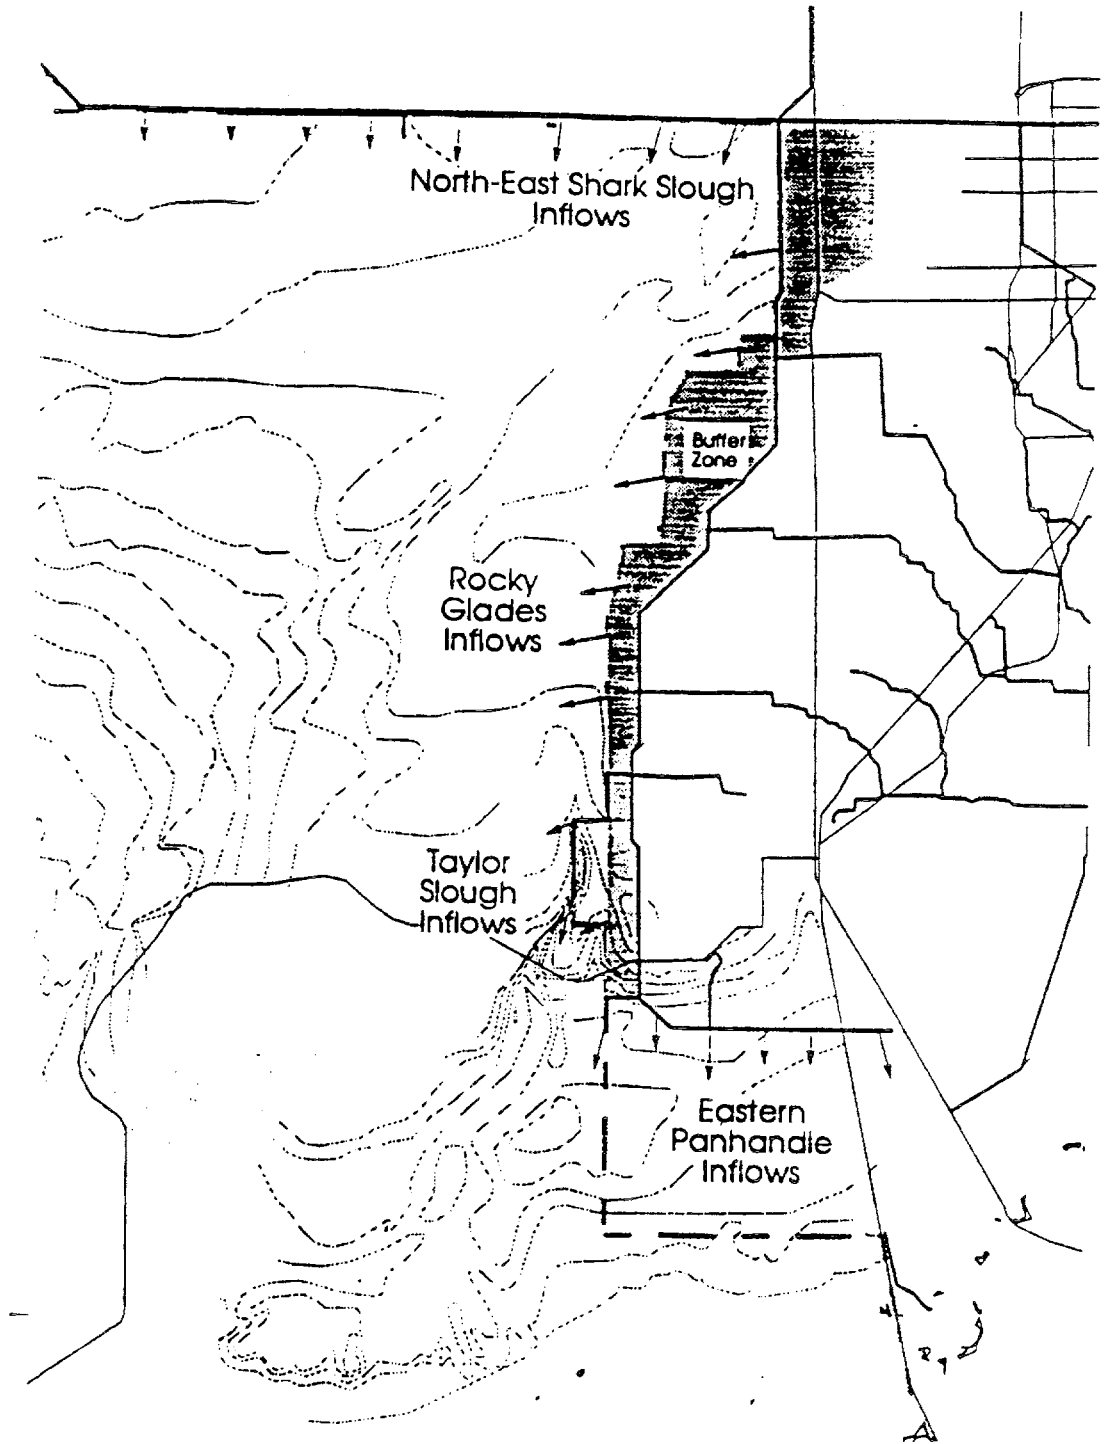 North-East Shark Slough
Inflows
Buffer
Zone
Rocky
Glades
Inflows
Taylor
Slough
Inflows
Eastern
Panhandle
Inflows